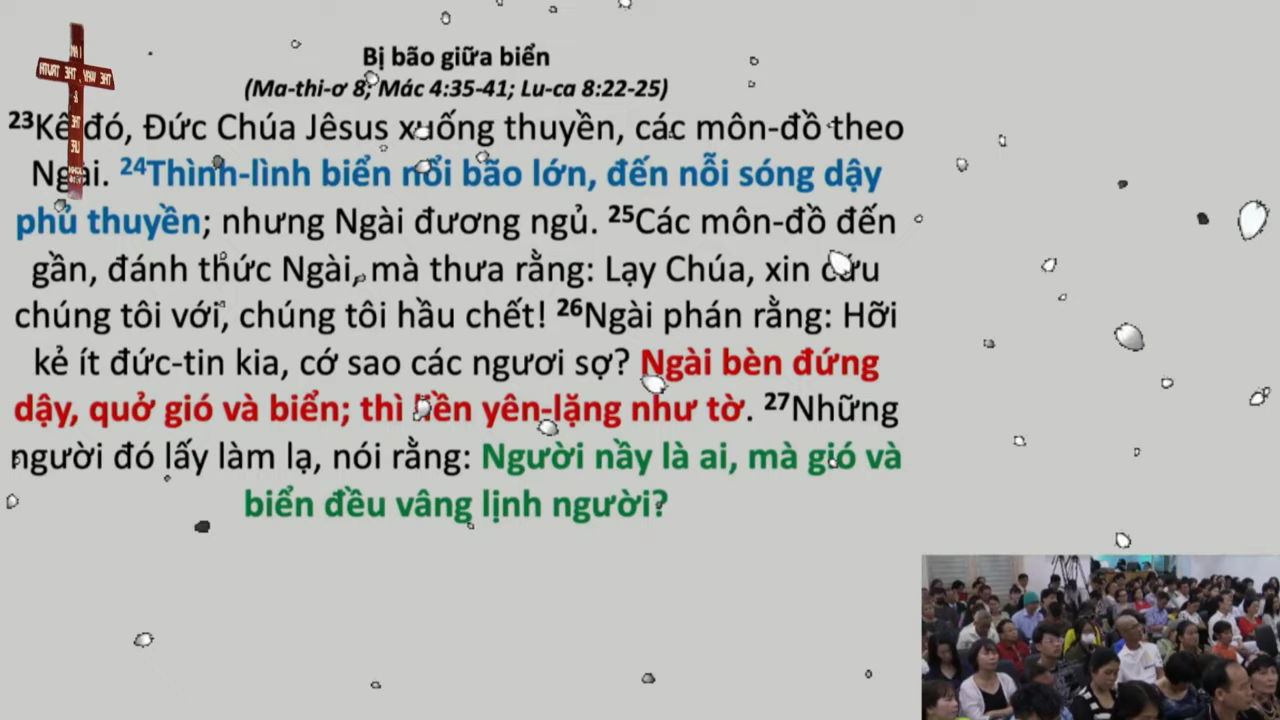 Bị bão giữa biển
(Ma-thi-ơ 8; Mác 4:35-41; Lu-ca 8:22-25)
23Kế đó, Đức Chúa Jêsus xuống thuyền, các môn-đồ theo
Ngài. 24Thình-lình biển nổi bão lớn, đến nỗi sóng dậy
phủ thuyền; nhưng Ngài đương ngủ. 25Các môn-đồ đến
gần, đánh thức Ngài, mà thưa rằng: Lạy Chúa, xin cứu
chúng tôi với, chúng tôi hầu chết! 26Ngài phán rằng: Hỡi
kẻ ít đức-tin kia, cớ sao các ngươi sợ? Ngài bèn đứng
dậy, quở gió và biển; thì liền yên-lặng như tờ. 27Những
người đó lấy làm lạ, nói rằng: Người nầy là ai, mà gió và
biển đều vâng lịnh người?